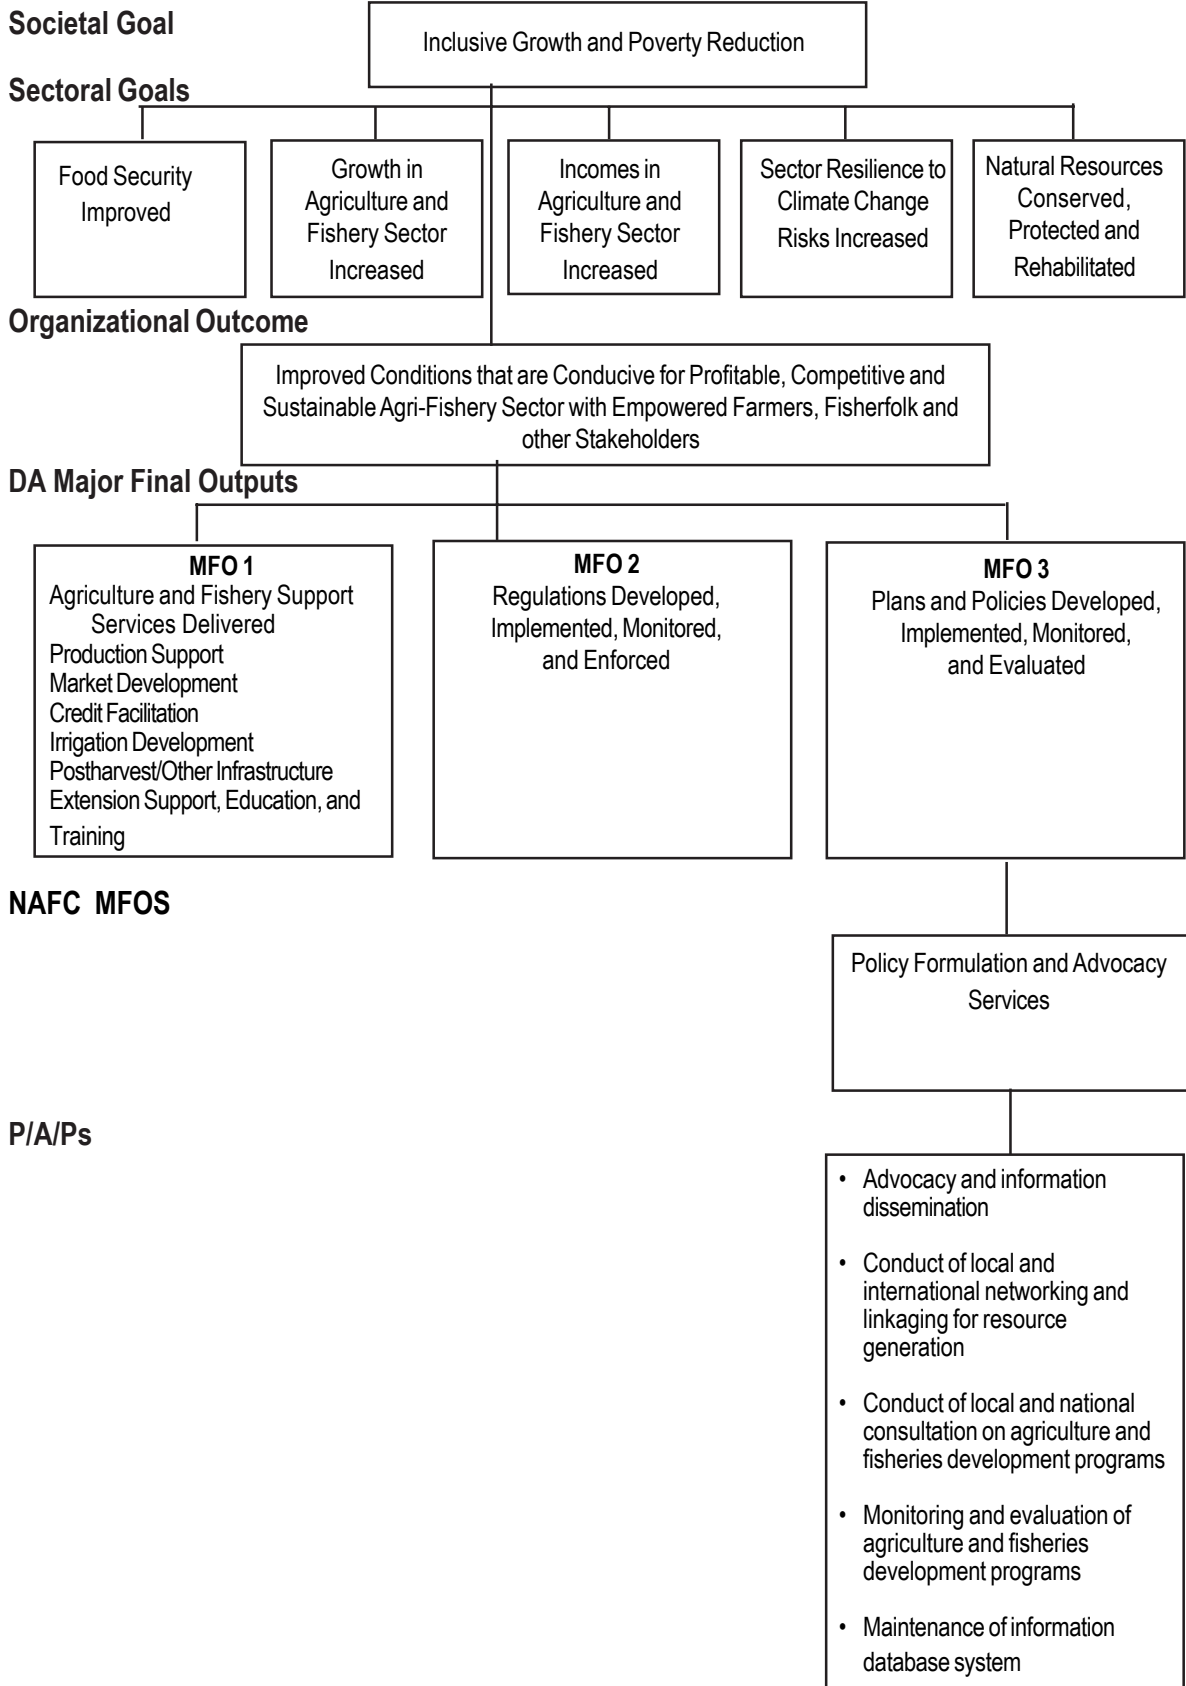 Societal Goal
Inclusive Growth and Poverty Reduction
Sectoral Goals
Food Security
Improved
Growth in
Agriculture and
Fishery Sector
Increased
Incomes in
Agriculture and
Fishery Sector
Increased
Sector Resilience to
Climate Change
Risks Increased
Natural Resources
Conserved,
Protected and
Rehabilitated
Organizational Outcome
Improved Conditions that are Conducive for Profitable, Competitive and
Sustainable Agri-Fishery Sector with Empowered Farmers, Fisherfolk and
other Stakeholders
DA Major Final Outputs
MFO 1
Agriculture and Fishery Support
Services Delivered
Production Support
Market Development
Credit Facilitation
Irrigation Development
Postharvest/Other Infrastructure
Extension Support, Education, and
Training
MFO 2
Regulations Developed,
Implemented, Monitored,
and Enforced
MFO 3
Plans and Policies Developed,
Implemented, Monitored,
and Evaluated
NAFC MFOS
Policy Formulation and Advocacy
Services
P/A/Ps
• Advocacy and information
dissemination
• Conduct of local and
international networking and
linkaging for resource
generation
• Conduct of local and national
consultation on agriculture and
fisheries development programs
• Monitoring and evaluation of
agriculture and fisheries
development programs
• Maintenance of information
database system